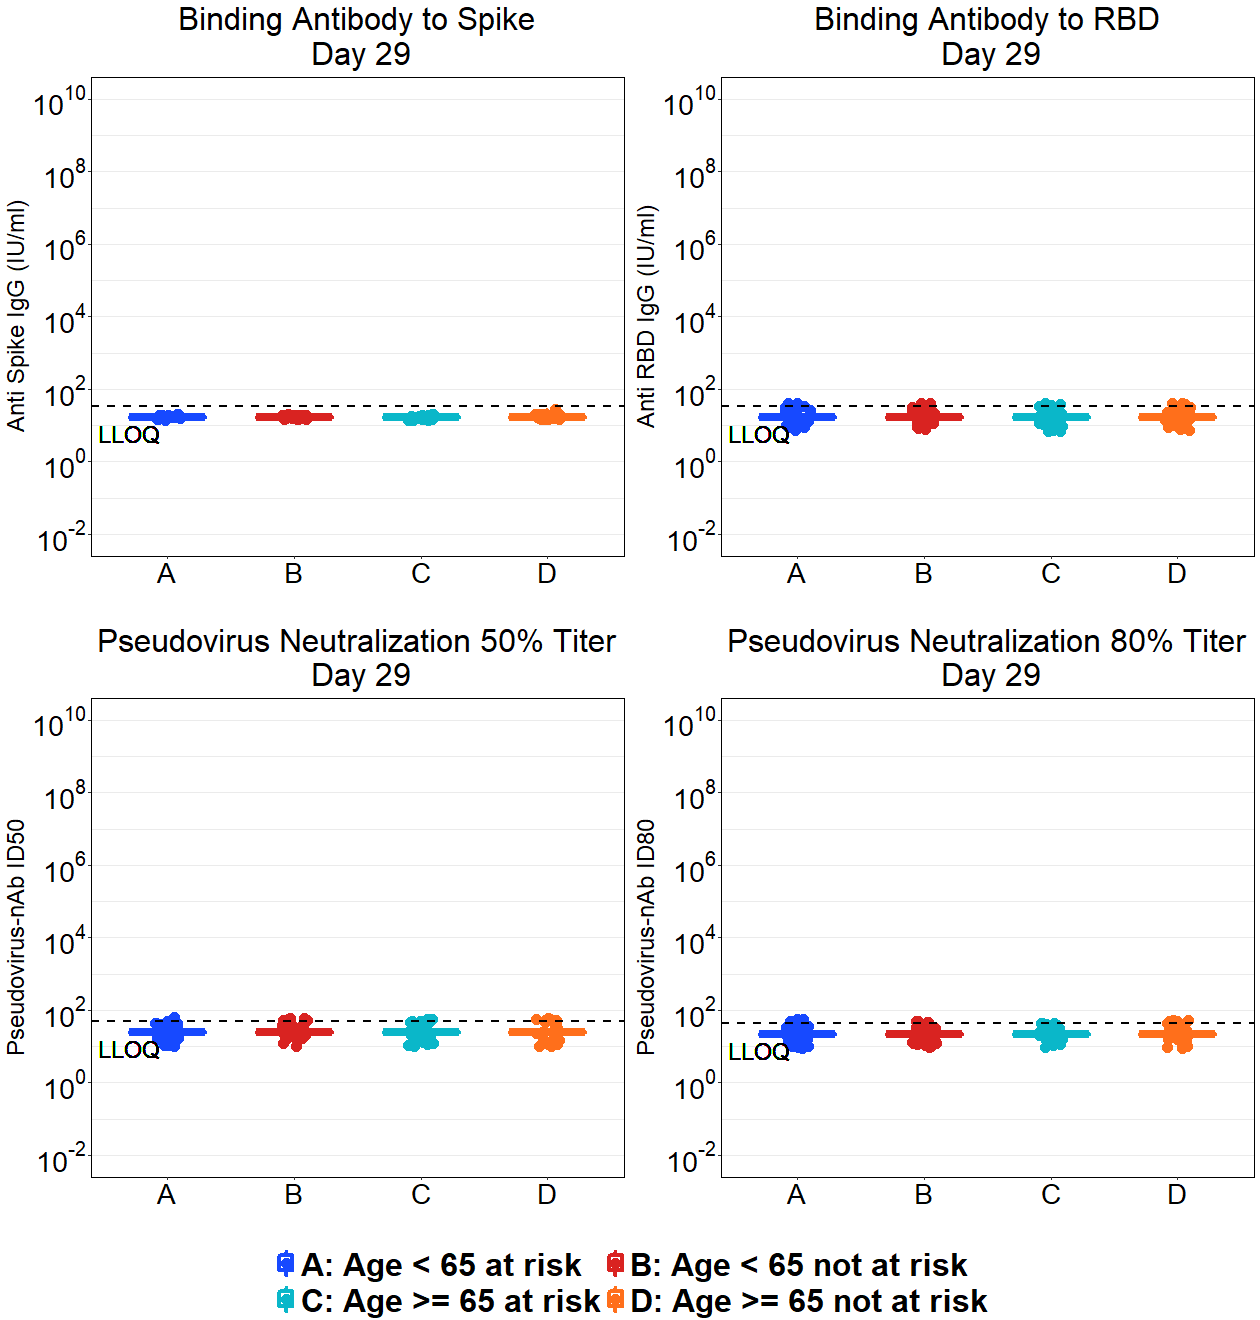 Binding Antibody to Spike
Day 29
Anti Spike IgG (IU/ml)
10^10
10^8
10^6
10^4
10^2
10^0
10^-2
LLOQ
A B C D
Binding Antibody to RBD
Day 29
Anti RBD IgG (IU/ml)
10^10
10^8
10^6
10^4
10^2
10^0
10^-2
LLOQ
A B C D
Pseudovirus Neutralization 50% Titer
Day 29
Pseudovirus-nAb ID50
10^10
10^8
10^6
10^4
10^2
10^0
10^-2
LLOQ
A B C D
Pseudovirus Neutralization 80% Titer
Day 29
Pseudovirus-nAb ID80
10^10
10^8
10^6
10^4
10^2
10^0
10^-2
LLOQ
A B C D
A: Age < 65 at risk B: Age < 65 not at risk
C: Age >= 65 at risk D: Age >= 65 not at risk